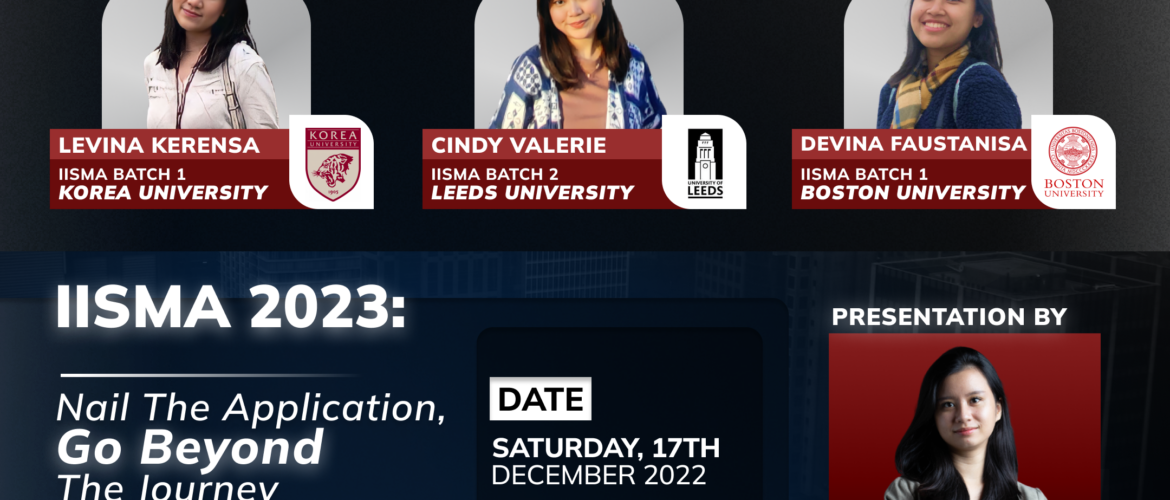 LEVINA KERENSA
IISMA BATCH 1
KOREA UNIVERSITY
KOREA
UNIVERSITY
1905
CINDY VALERIE
IISMA BATCH 2
LEEDS UNIVERSITY
UNIVERSITY OF
LEEDS
DEVINA FAUSTANISA
IISMA BATCH 1
BOSTON UNIVERSITY
BOSTON
UNIVERSITY
IISMA 2023:
Nail The Application,
Go Beyond
The Journey
DATE
SATURDAY, 17TH
DECEMBER 2022
PRESENTATION BY